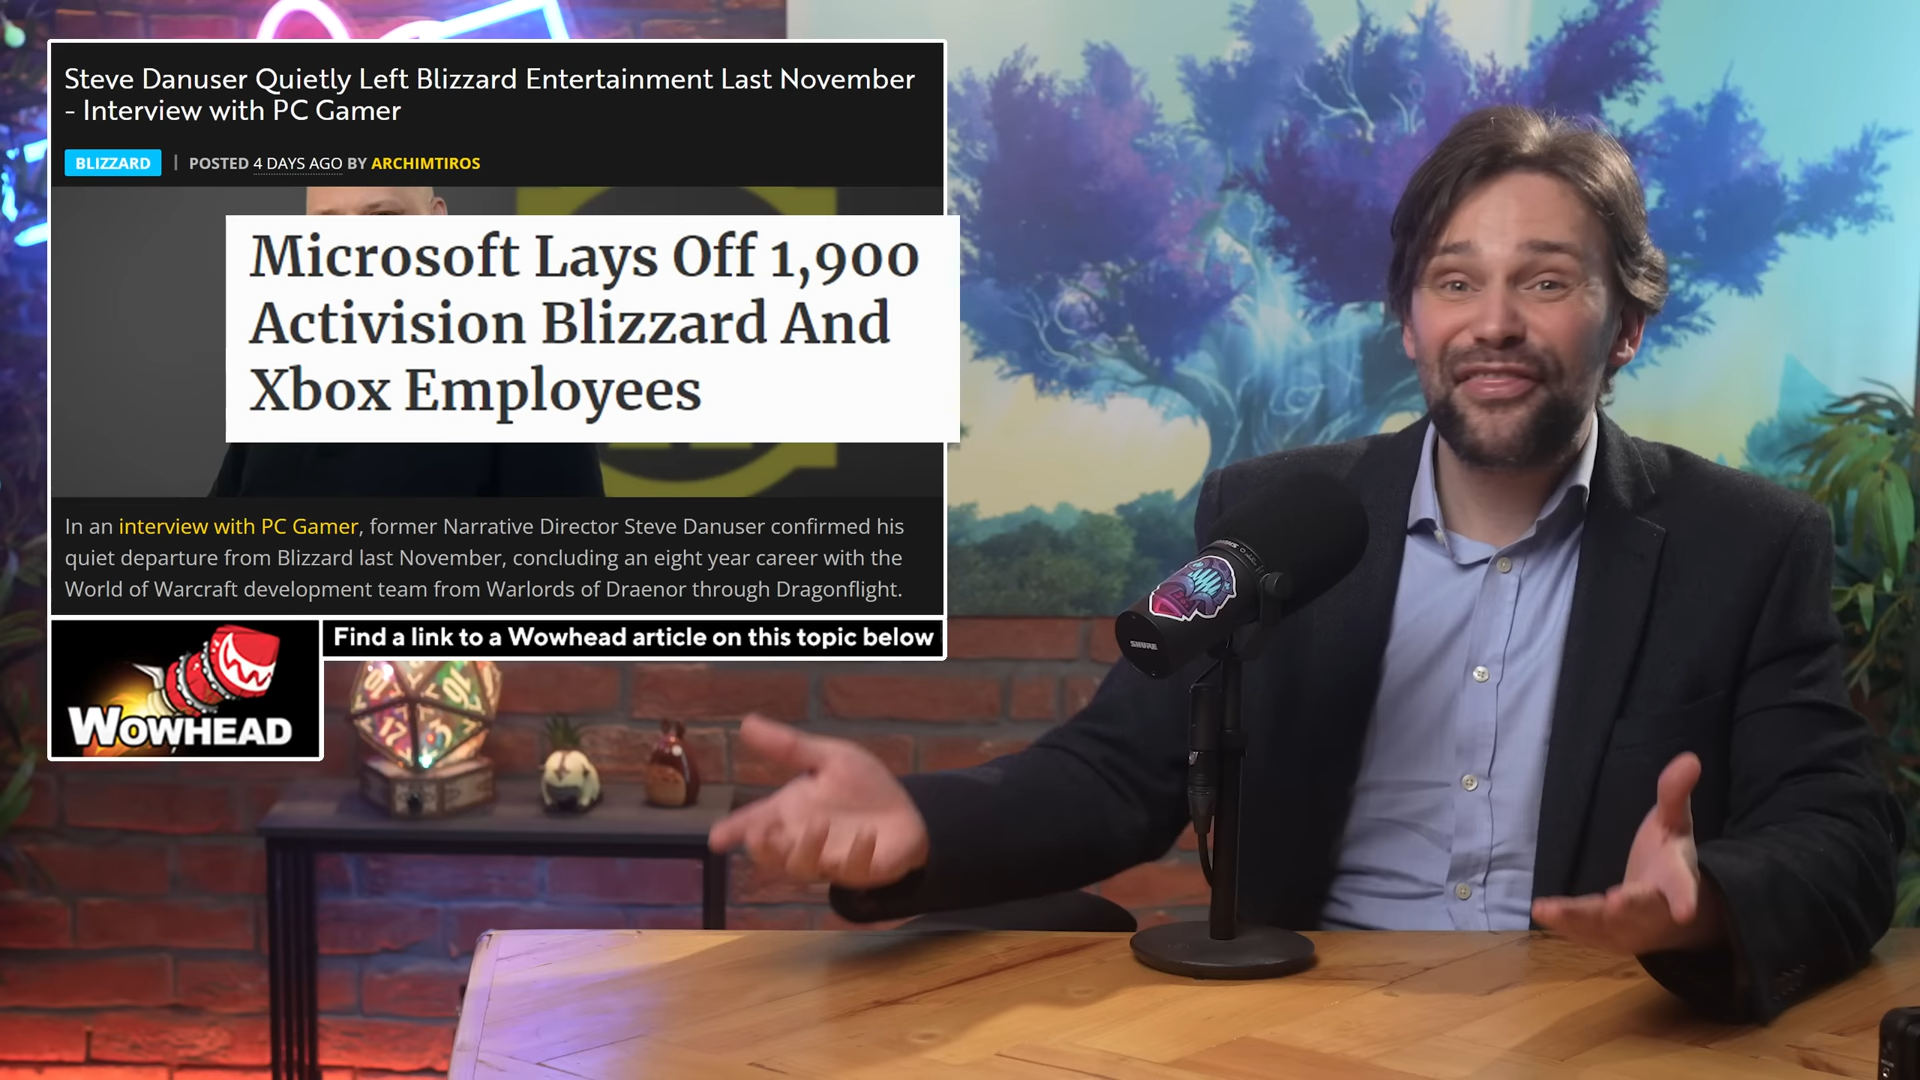 Steve Danuser Quietly Left Blizzard Entertainment Last November
- Interview with PC Gamer
BLIZZARD | POSTED 4 DAYS AGO BY ARCHIMTIROS
Microsoft Lays Off 1,900
Activision Blizzard And
Xbox Employees
In an interview with PC Gamer, former Narrative Director Steve Danuser confirmed his
quiet departure from Blizzard last November, concluding an eight year career with the
World of Warcraft development team from Warlords of Draenor through Dragonflight.
Find a link to a Wowhead article on this topic below
WOWHEAD
SHURE